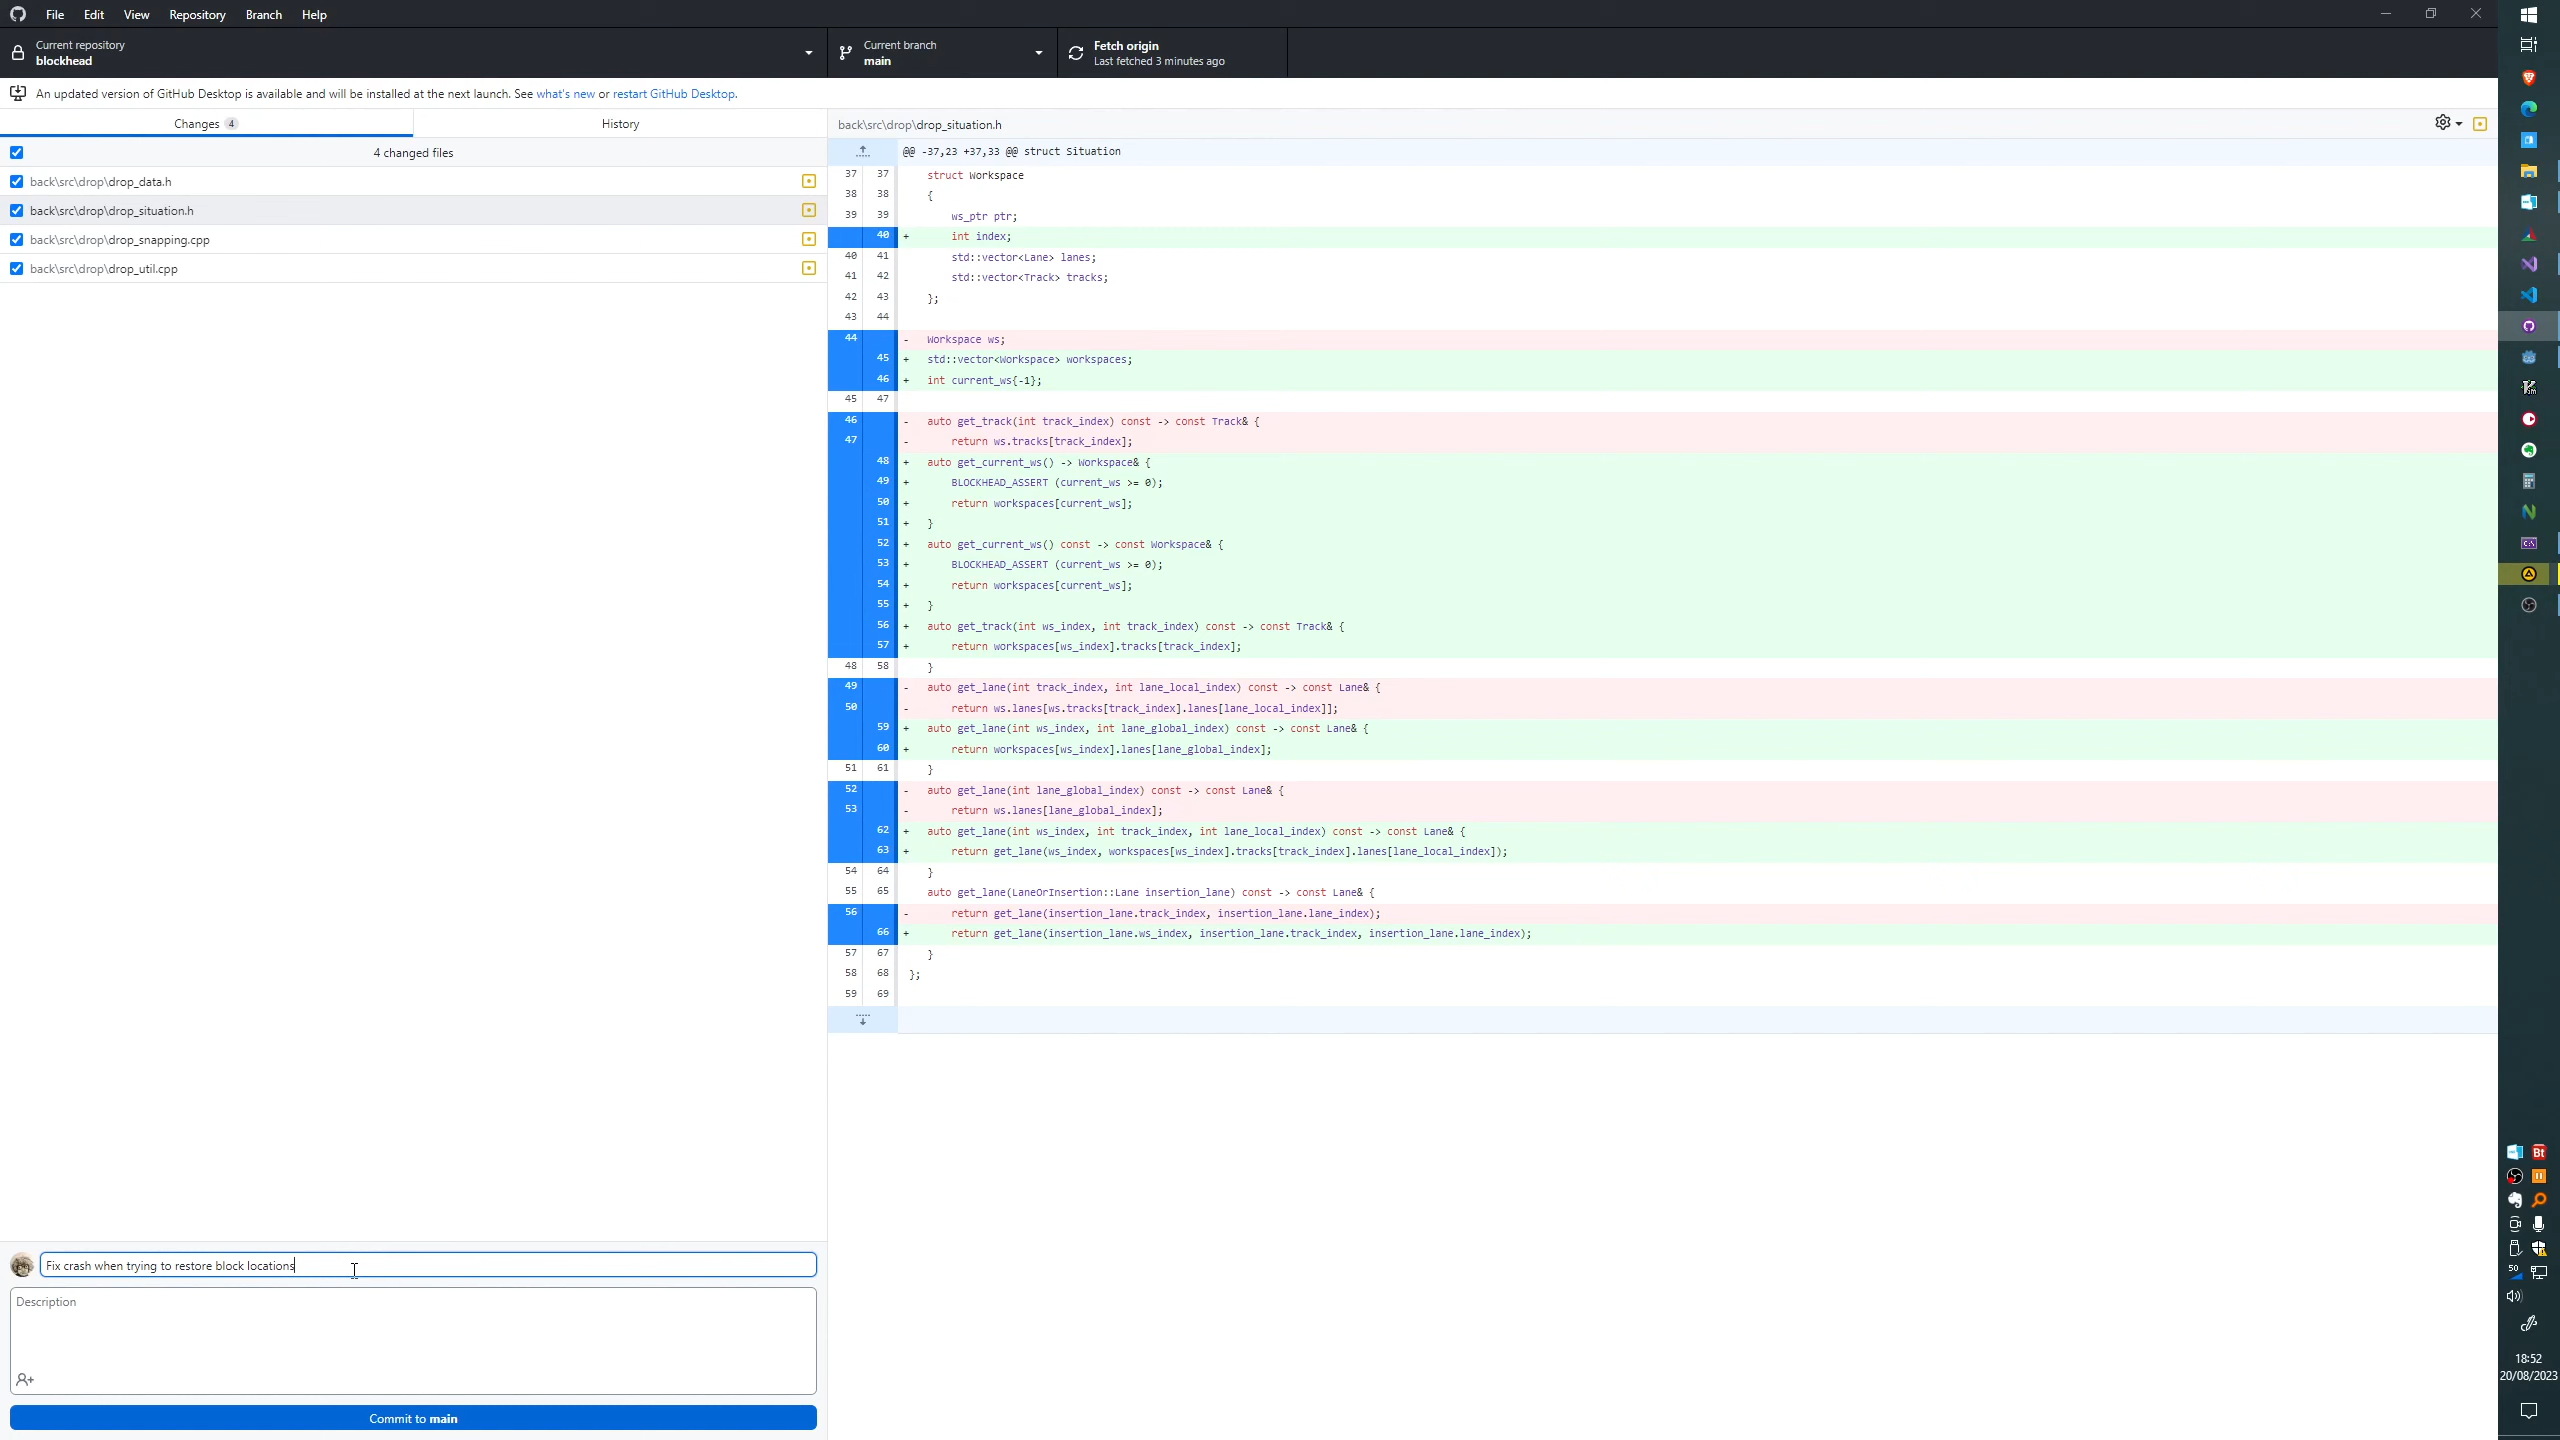 File Edit View Repository Branch Help
Current repository
blockhead
Current branch
main
Fetch origin
Last fetched 3 minutes ago
An updated version of GitHub Desktop is available and will be installed at the next launch. See what's new or restart GitHub Desktop.
Changes 4
History
4 changed files
back\src\drop\drop_data.h
back\src\drop\drop_situation.h
back\src\drop\drop_snapping.cpp
back\src\drop\drop_util.cpp
Fix crash when trying to restore block locations
Description
Commit to main
back\src\drop\drop_situation.h
@@ -37,23 +37,33 @@ struct Situation
37 37 struct Workspace
38 38 {
39 39 ws_ptr ptr;
40 + int index;
40 41 std::vector<Lane> lanes;
41 42 std::vector<Track> tracks;
42 43 };
43 44
44 - Workspace ws;
45 + std::vector<Workspace> workspaces;
46 + int current_ws{-1};
45 47
46 - auto get_track(int track_index) const -> const Track& {
47 - return ws.tracks[track_index];
48 + auto get_current_ws() -> Workspace& {
49 + BLOCKHEAD_ASSERT (current_ws >= 0);
50 + return workspaces[current_ws];
51 + }
52 + auto get_current_ws() const -> const Workspace& {
53 + BLOCKHEAD_ASSERT (current_ws >= 0);
54 + return workspaces[current_ws];
55 + }
56 + auto get_track(int ws_index, int track_index) const -> const Track& {
57 + return workspaces[ws_index].tracks[track_index];
48 58 }
49 - auto get_lane(int track_index, int lane_local_index) const -> const Lane& {
50 - return ws.lanes[ws.tracks[track_index].lanes[lane_local_index]];
59 + auto get_lane(int ws_index, int lane_global_index) const -> const Lane& {
60 + return workspaces[ws_index].lanes[lane_global_index];
51 61 }
52 - auto get_lane(int lane_global_index) const -> const Lane& {
53 - return ws.lanes[lane_global_index];
62 + auto get_lane(int ws_index, int track_index, int lane_local_index) const -> const Lane& {
63 + return get_lane(ws_index, workspaces[ws_index].tracks[track_index].lanes[lane_local_index]);
54 64 }
55 65 auto get_lane(LaneOrInsertion::Lane insertion_lane) const -> const Lane& {
56 - return get_lane(insertion_lane.track_index, insertion_lane.lane_index);
66 + return get_lane(insertion_lane.ws_index, insertion_lane.track_index, insertion_lane.lane_index);
57 67 }
58 68 };
59 69
Bt
50
18:52
20/08/2023